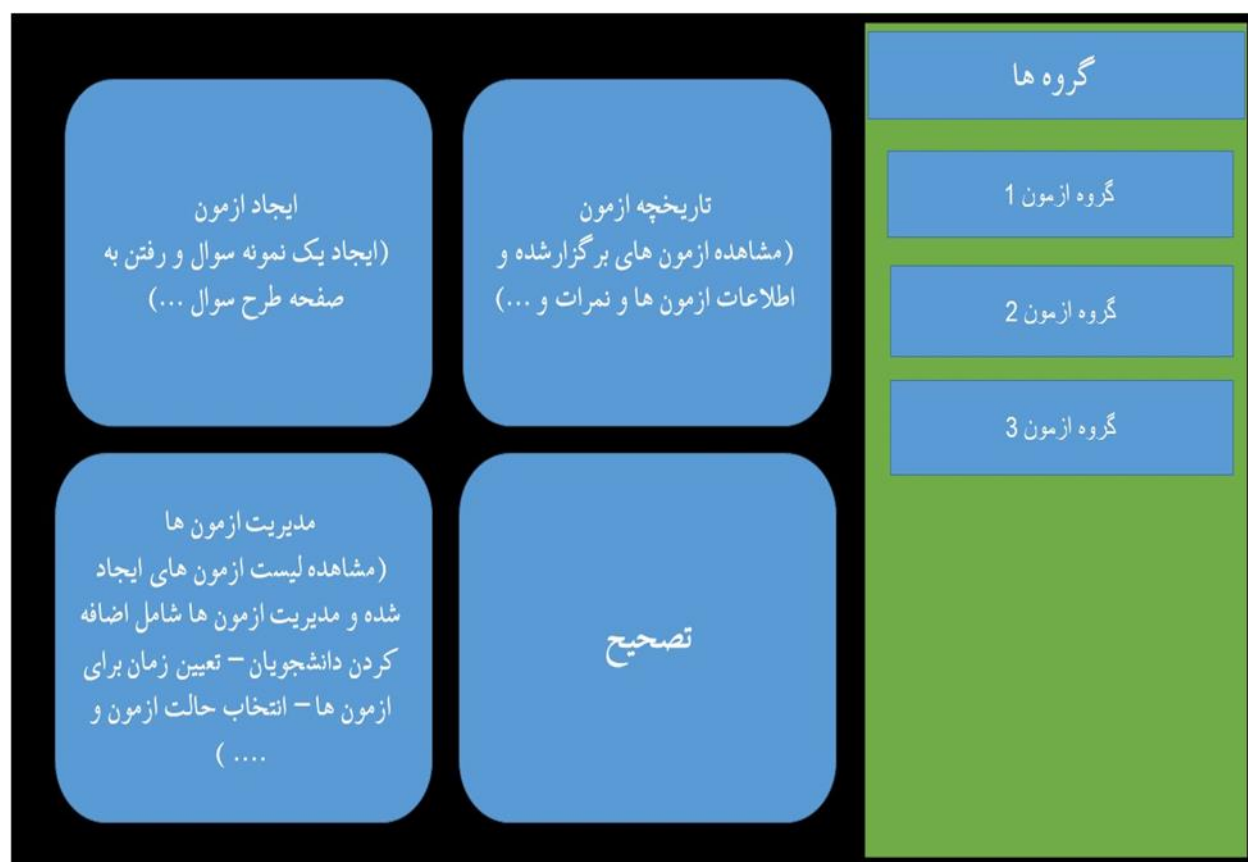 گروه ها
گروه ازمون 1
گروه ازمون 2
گروه ازمون 3
تاریخچه ازمون
(مشاهده ازمون های برگزارشده و
اطلاعات ازمون ها و نمرات و ...)
ایجاد ازمون
(ایجاد یک نمونه سوال و رفتن به
صفحه طرح سوال ...)
تصحیح
مدیریت ازمون ها
(مشاهده لیست ازمون های ایجاد
شده و مدیریت ازمون ها شامل اضافه
کردن دانشجویان – تعیین زمان برای
ازمون ها – انتخاب حالت ازمون و
.... )